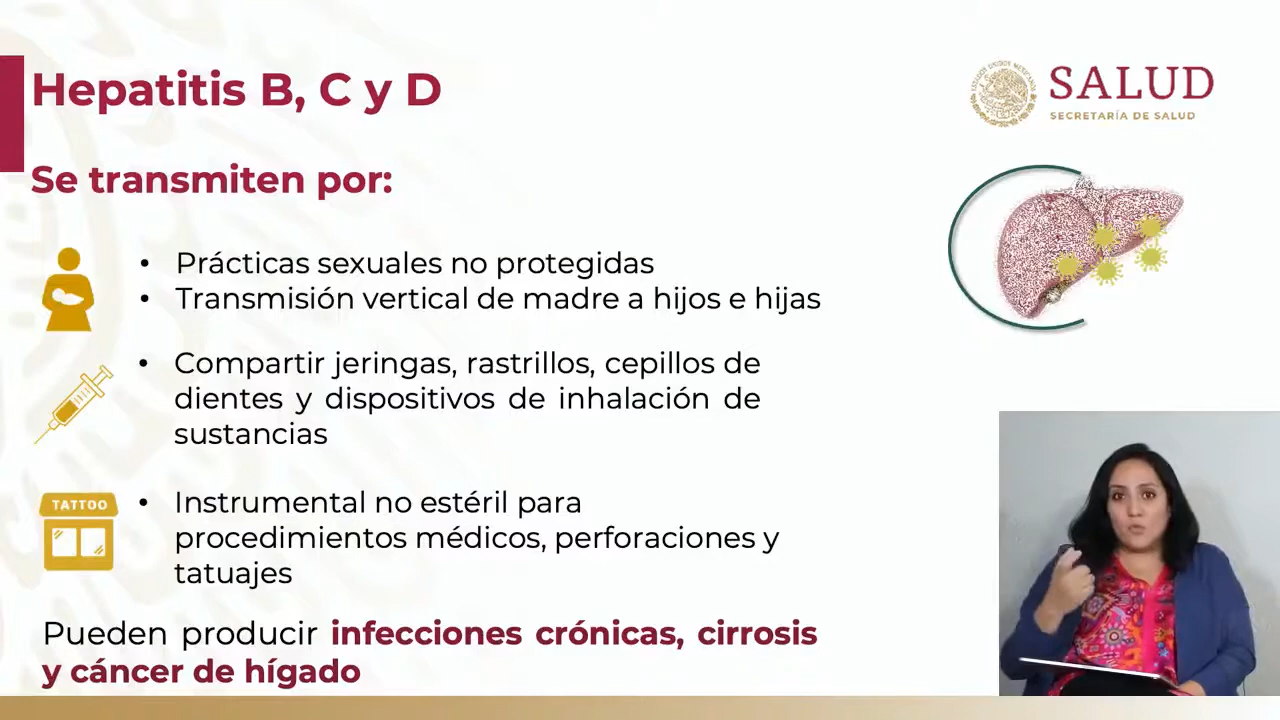 Hepatitis B, C y D
SALUD
SECRETARÍA DE SALUD
Se transmiten por:
• Prácticas sexuales no protegidas
• Transmisión vertical de madre a hijos e hijas
• Compartir jeringas, rastrillos, cepillos de
dientes y dispositivos de inhalación de
sustancias
TATTOO
• Instrumental no estéril para
procedimientos médicos, perforaciones y
tatuajes
Pueden producir infecciones crónicas, cirrosis
y cáncer de hígado